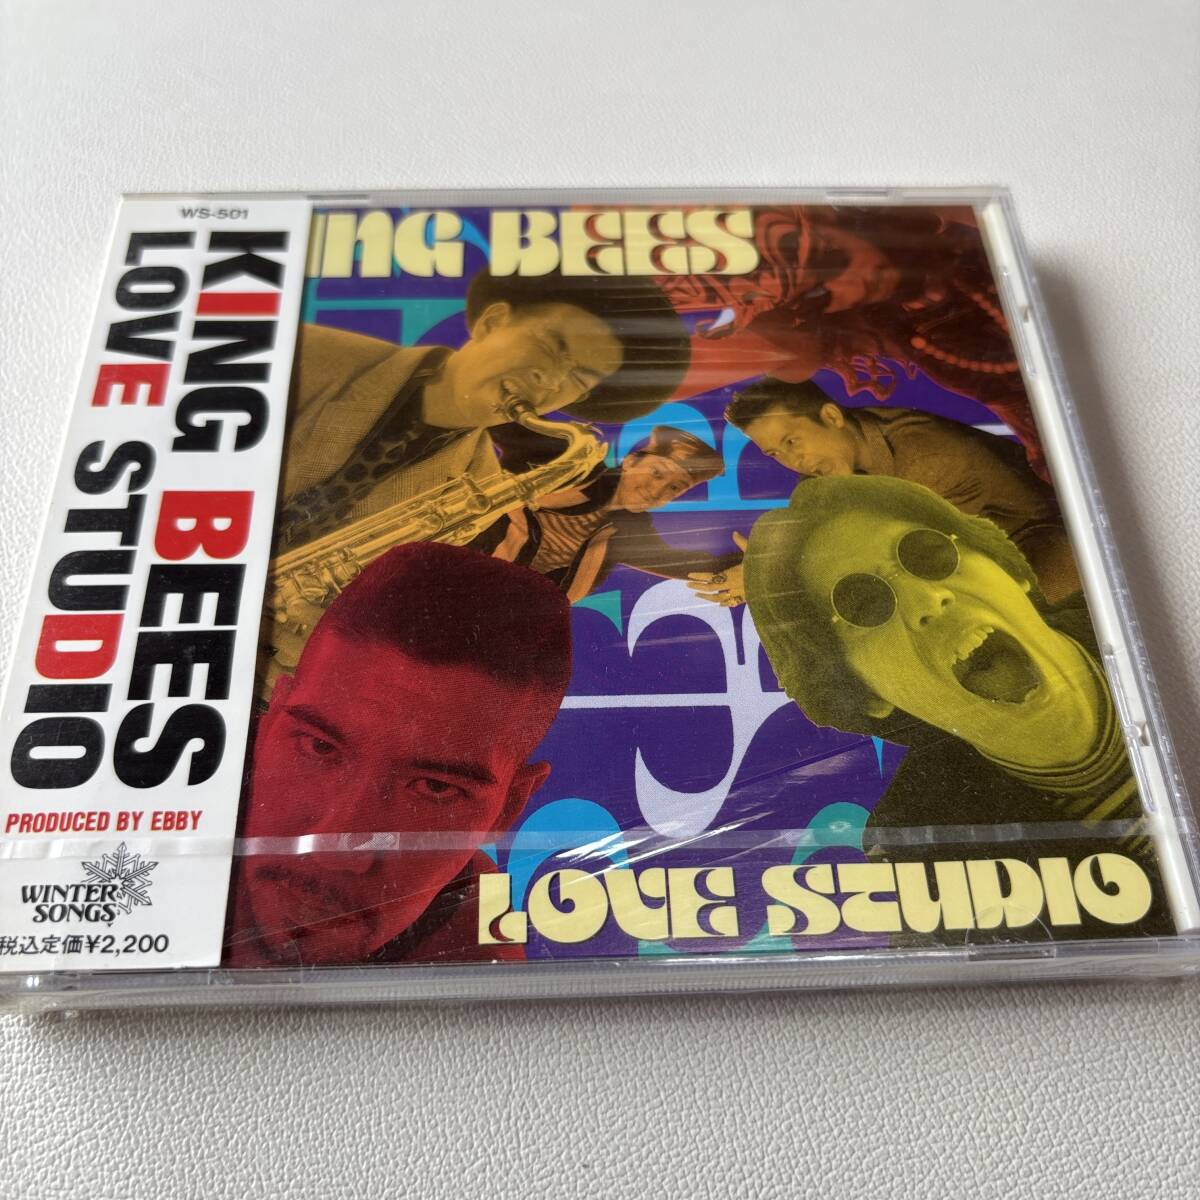 WS-501
KING BEES
LOVE STUDIO
PRODUCED BY EBBY
WINTER
SONGS
税込定価¥2,200
ING BEES
LOVE STUDIO